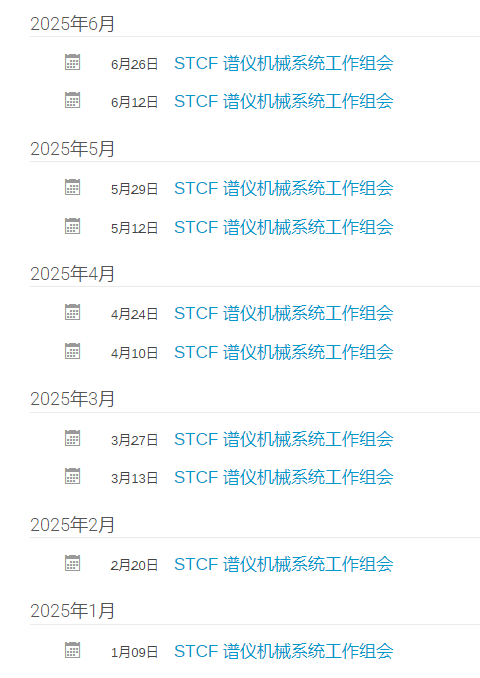 2025年6月
6月26日 STCF 谱仪机械系统工作组会
6月12日 STCF 谱仪机械系统工作组会
2025年5月
5月29日 STCF 谱仪机械系统工作组会
5月12日 STCF 谱仪机械系统工作组会
2025年4月
4月24日 STCF 谱仪机械系统工作组会
4月10日 STCF 谱仪机械系统工作组会
2025年3月
3月27日 STCF 谱仪机械系统工作组会
3月13日 STCF 谱仪机械系统工作组会
2025年2月
2月20日 STCF 谱仪机械系统工作组会
2025年1月
1月09日 STCF 谱仪机械系统工作组会